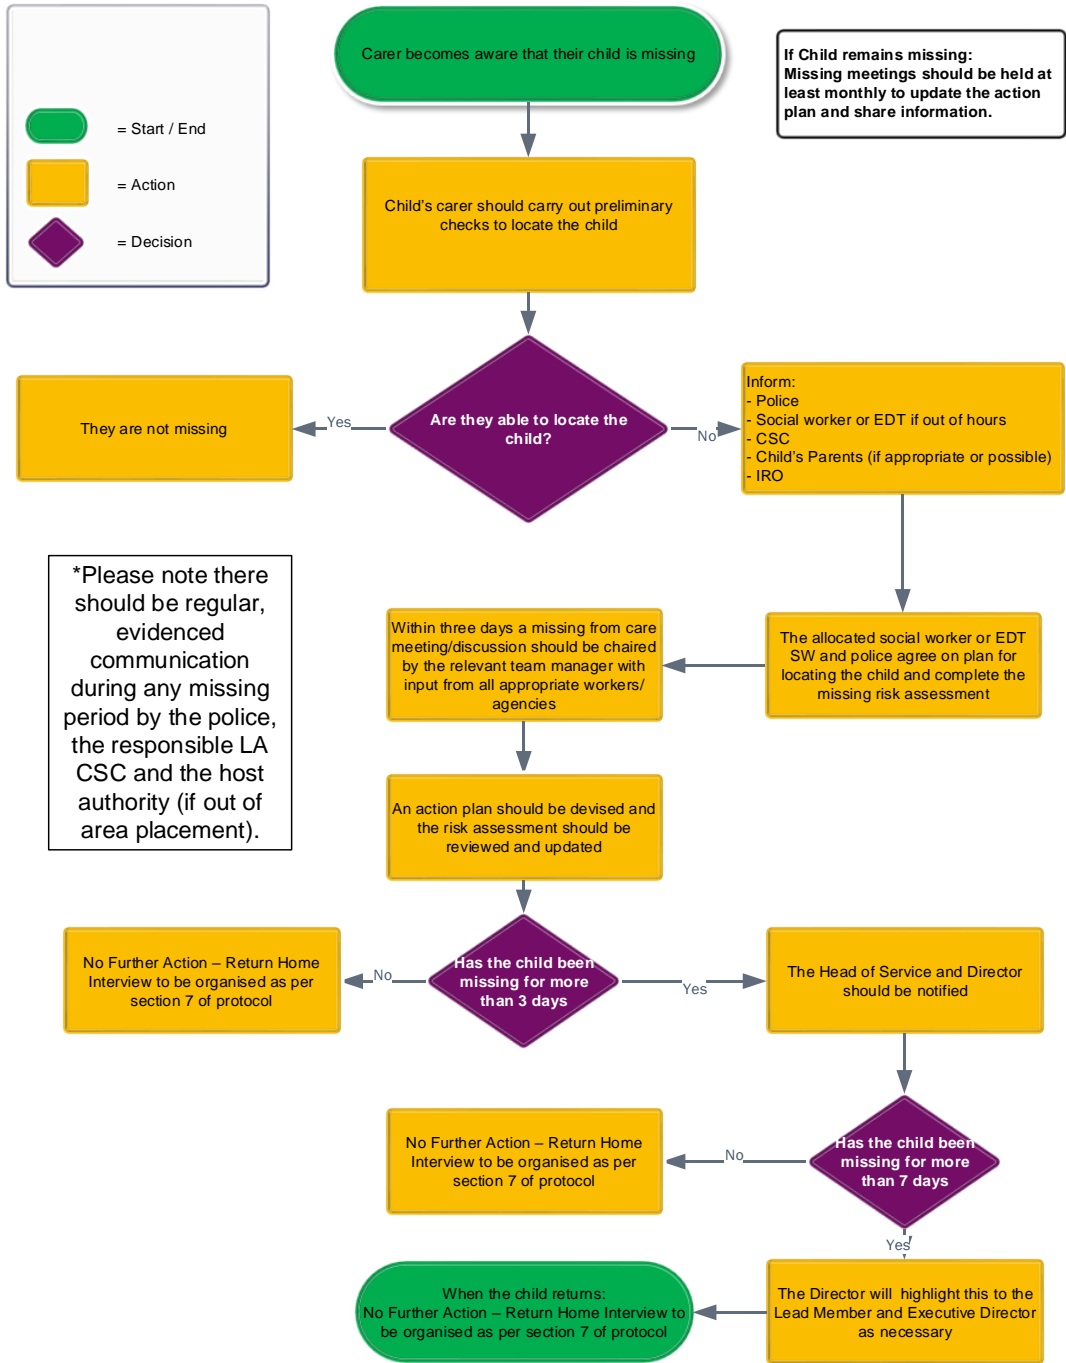 Carer becomes aware that their child is missing
If Child remains missing:
Missing meetings should be held at
least monthly to update the action
plan and share information.
= Start / End
= Action
= Decision
Child's carer should carry out preliminary
checks to locate the child
Are they able to locate the
child?
Yes
No
They are not missing
Inform:
- Police
- Social worker or EDT if out of hours
- CSC
- Child's Parents (if appropriate or possible)
- IRO
*Please note there
should be regular,
evidenced
communication
during any missing
period by the police,
the responsible LA
CSC and the host
authority (if out of
area placement).
The allocated social worker or EDT
SW and police agree on plan for
locating the child and complete the
missing risk assessment
Within three days a missing from care
meeting/discussion should be chaired
by the relevant team manager with
input from all appropriate workers/
agencies
An action plan should be devised and
the risk assessment should be
reviewed and updated
Has the child been
missing for more
than 3 days
No
Yes
No Further Action – Return Home
Interview to be organised as per
section 7 of protocol
The Head of Service and Director
should be notified
Has the child been
missing for more
than 7 days
No
Yes
No Further Action – Return Home
Interview to be organised as per
section 7 of protocol
The Director will  highlight this to the
Lead Member and Executive Director
as necessary
When the child returns:
No Further Action – Return Home Interview to
be organised as per section 7 of protocol